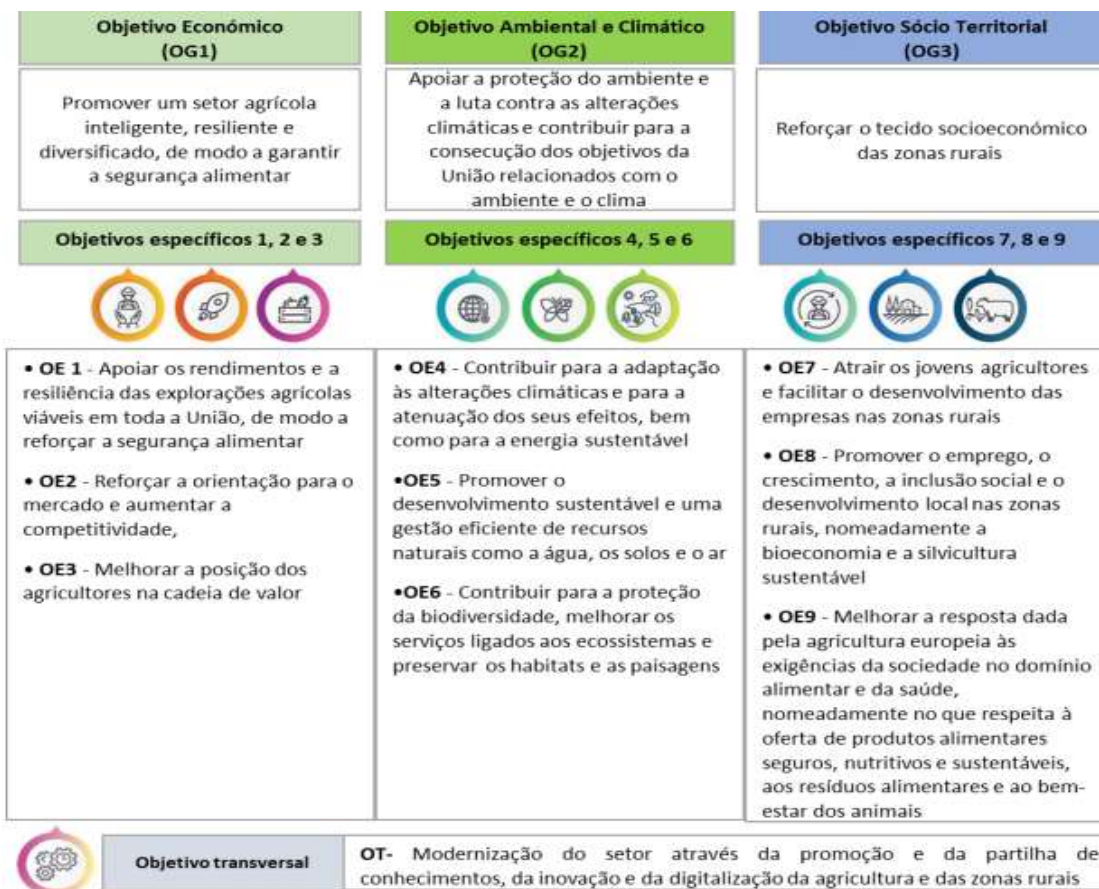 Objetivo Económico
(OG1)
Promover um setor agrícola
inteligente, resiliente e
diversificado, de modo a garantir
a segurança alimentar
Objetivos específicos 1, 2 e 3
• OE 1 - Apoiar os rendimentos e a
resiliência das explorações agrícolas
viáveis em toda a União, de modo a
reforçar a segurança alimentar
• OE2 - Reforçar a orientação para o
mercado e aumentar a
competitividade,
• OE3 - Melhorar a posição dos
agricultores na cadeia de valor
Objetivo Ambiental e Climático
(OG2)
Apoiar a proteção do ambiente e
a luta contra as alterações
climáticas e contribuir para a
consecução dos objetivos da
União relacionados com o
ambiente e o clima
Objetivos específicos 4, 5 e 6
• OE4 - Contribuir para a adaptação
às alterações climáticas e para a
atenuação dos seus efeitos, bem
como para a energia sustentável
•OE5 - Promover o
desenvolvimento sustentável e uma
gestão eficiente de recursos
naturais como a água, os solos e o ar
•OE6 - Contribuir para a proteção
da biodiversidade, melhorar os
serviços ligados aos ecossistemas e
preservar os habitats e as paisagens
Objetivo Sócio Territorial
(OG3)
Reforçar o tecido socioeconómico
das zonas rurais
Objetivos específicos 7, 8 e 9
• OE7 - Atrair os jovens agricultores
e facilitar o desenvolvimento das
empresas nas zonas rurais
• OE8 - Promover o emprego, o
crescimento, a inclusão social e o
desenvolvimento local nas zonas
rurais, nomeadamente a
bioeconomia e a silvicultura
sustentável
• OE9 - Melhorar a resposta dada
pela agricultura europeia às
exigências da sociedade no domínio
alimentar e da saúde,
nomeadamente no que respeita à
oferta de produtos alimentares
seguros, nutritivos e sustentáveis,
aos resíduos alimentares e ao bem-
estar dos animais
Objetivo transversal
OT- Modernização do setor através da promoção e da partilha de
conhecimentos, da inovação e da digitalização da agricultura e das zonas rurais